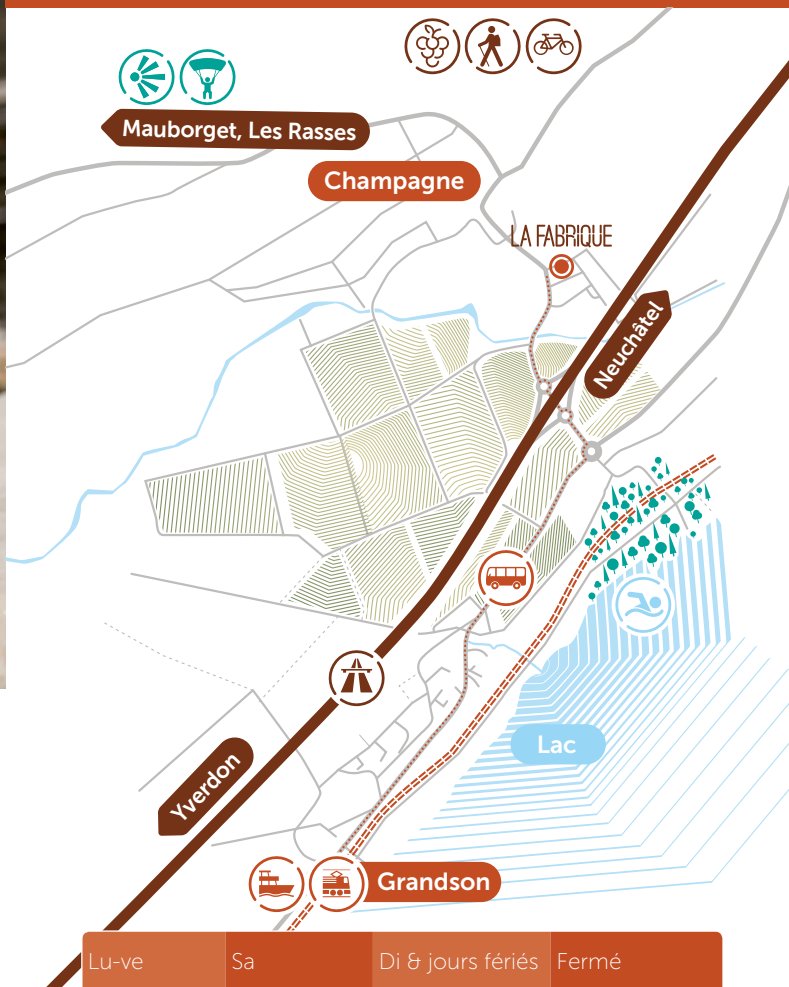 Mauborget, Les Rasses
Champagne
LA FABRIQUE
Neuchâtel
Lac
Yverdon
Grandson
Lu-ve
Sa
Di & jours fériés
Fermé